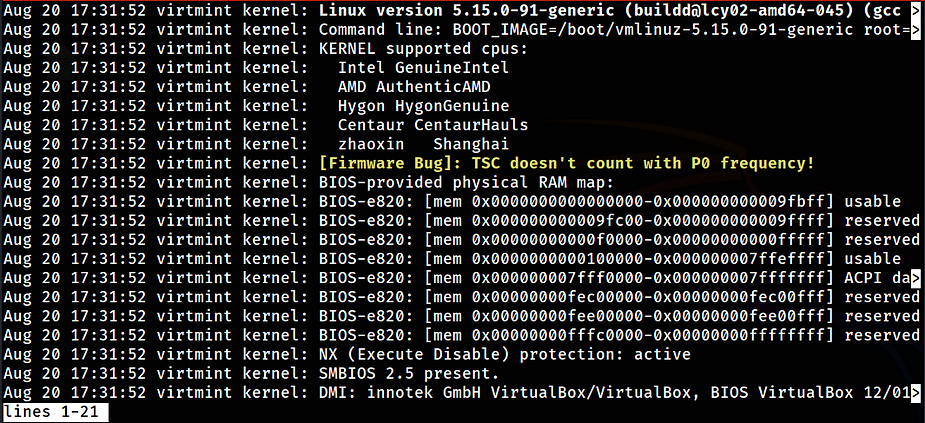 Aug 20 17:31:52 virtmint kernel: Linux version 5.15.0-91-generic (buildd@lcy02-amd64-045) (gcc >
Aug 20 17:31:52 virtmint kernel: Command line: BOOT_IMAGE=/boot/vmlinuz-5.15.0-91-generic root=>
Aug 20 17:31:52 virtmint kernel: KERNEL supported cpus:
Aug 20 17:31:52 virtmint kernel:   Intel GenuineIntel
Aug 20 17:31:52 virtmint kernel:   AMD AuthenticAMD
Aug 20 17:31:52 virtmint kernel:   Hygon HygonGenuine
Aug 20 17:31:52 virtmint kernel:   Centaur CentaurHauls
Aug 20 17:31:52 virtmint kernel:   zhaoxin   Shanghai
Aug 20 17:31:52 virtmint kernel: [Firmware Bug]: TSC doesn't count with P0 frequency!
Aug 20 17:31:52 virtmint kernel: BIOS-provided physical RAM map:
Aug 20 17:31:52 virtmint kernel: BIOS-e820: [mem 0x0000000000000000-0x000000000009fbff] usable
Aug 20 17:31:52 virtmint kernel: BIOS-e820: [mem 0x000000000009fc00-0x000000000009ffff] reserved
Aug 20 17:31:52 virtmint kernel: BIOS-e820: [mem 0x00000000000f0000-0x00000000000fffff] reserved
Aug 20 17:31:52 virtmint kernel: BIOS-e820: [mem 0x0000000000100000-0x000000007ffeffff] usable
Aug 20 17:31:52 virtmint kernel: BIOS-e820: [mem 0x000000007fff0000-0x000000007fffffff] ACPI da>
Aug 20 17:31:52 virtmint kernel: BIOS-e820: [mem 0x00000000fec00000-0x00000000fec00fff] reserved
Aug 20 17:31:52 virtmint kernel: BIOS-e820: [mem 0x00000000fee00000-0x00000000fee00fff] reserved
Aug 20 17:31:52 virtmint kernel: BIOS-e820: [mem 0x00000000fffc0000-0x00000000ffffffff] reserved
Aug 20 17:31:52 virtmint kernel: NX (Execute Disable) protection: active
Aug 20 17:31:52 virtmint kernel: SMBIOS 2.5 present.
Aug 20 17:31:52 virtmint kernel: DMI: innotek GmbH VirtualBox/VirtualBox, BIOS VirtualBox 12/01>
lines 1-21